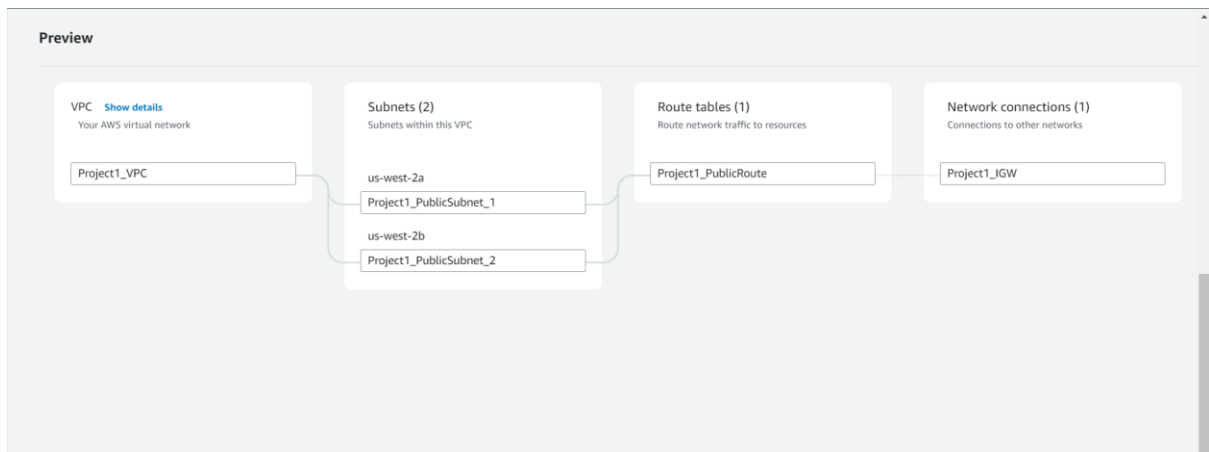 Preview
VPC Show details
Your AWS virtual network
Project1_VPC
Subnets (2)
Subnets within this VPC
us-west-2a
Project1_PublicSubnet_1
us-west-2b
Project1_PublicSubnet_2
Route tables (1)
Route network traffic to resources
Project1_PublicRoute
Network connections (1)
Connections to other networks
Project1_IGW